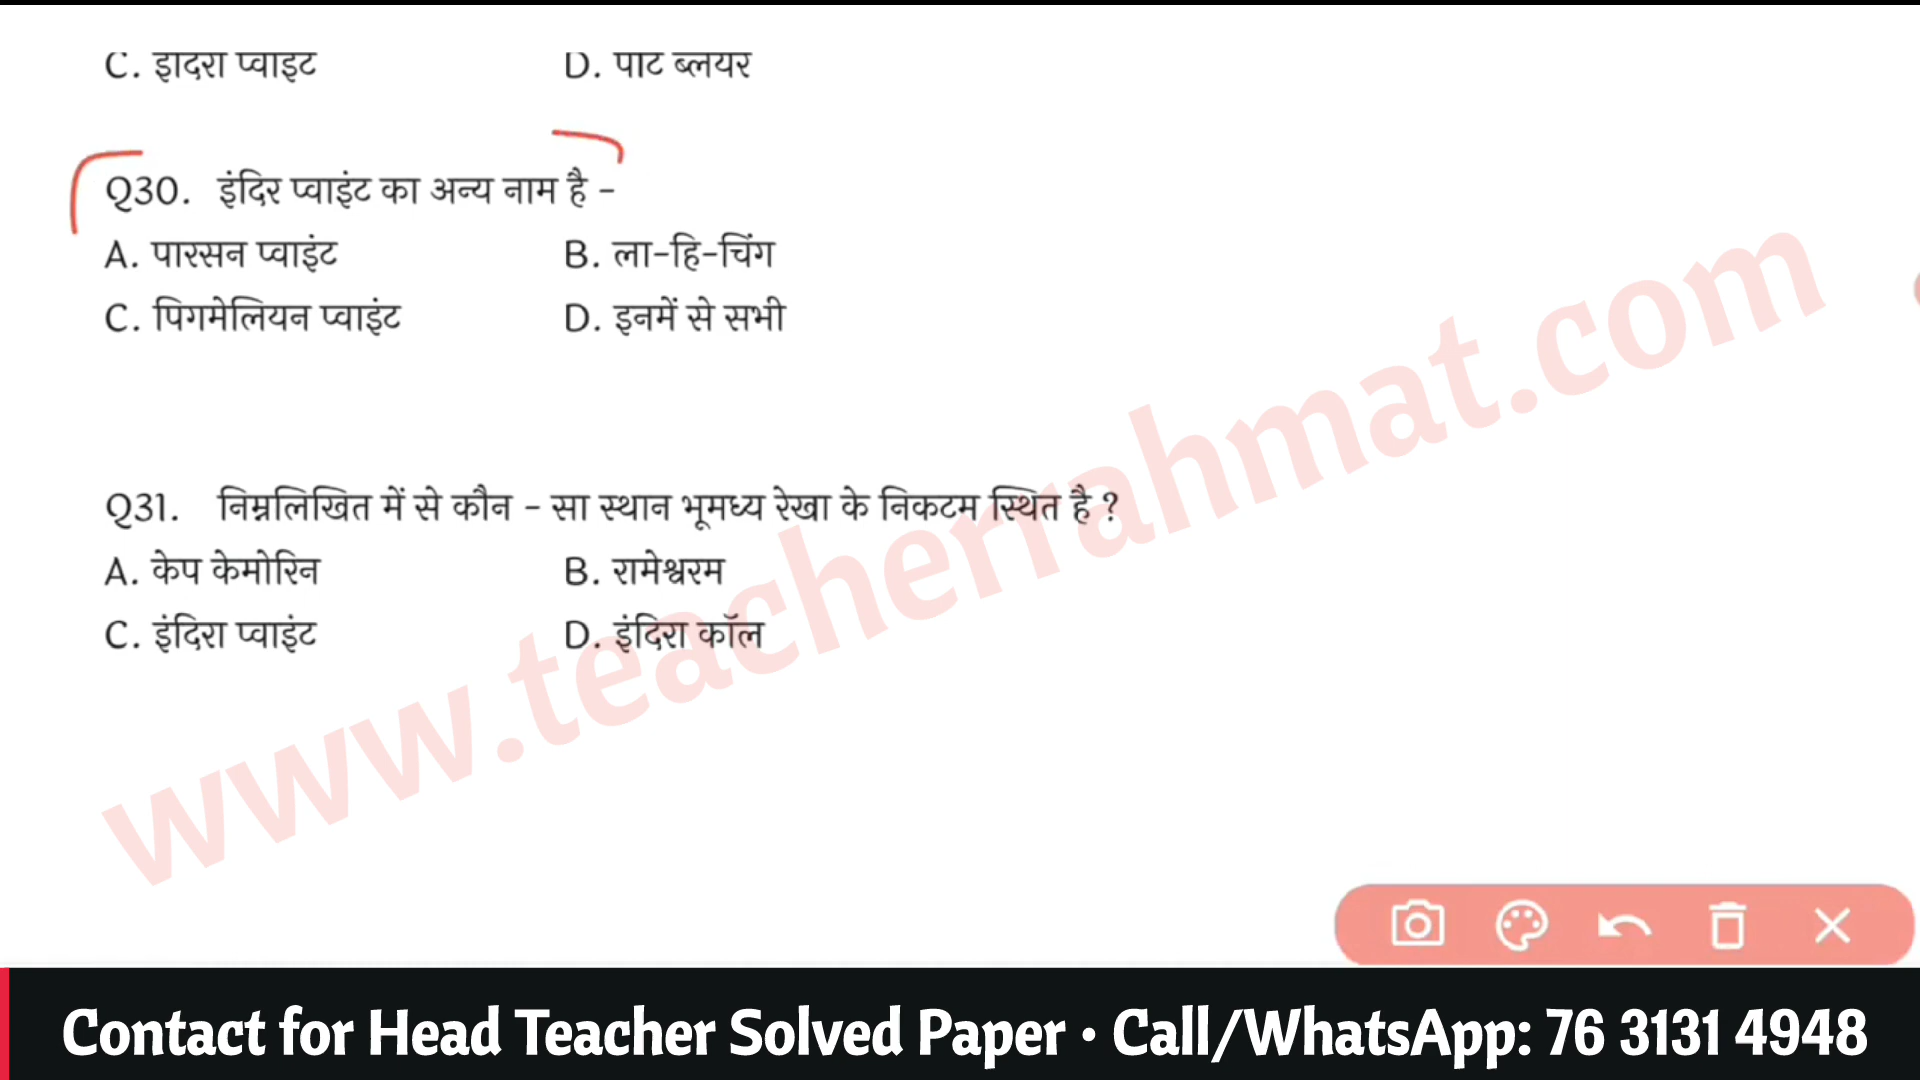 C. इादरा प्वाइट D. पाट ब्लयर
Q30. इंदिर प्वाइंट का अन्य नाम है -
A. पारसन प्वाइंट B. ला-हि-चिंग
C. पिगमेलियन प्वाइंट D. इनमें से सभी
Q31. निम्नलिखित में से कौन - सा स्थान भूमध्य रेखा के निकटम स्थित है ?
A. केप केमोरिन B. रामेश्वरम
C. इंदिरा प्वाइंट D. इंदिरा कॉल
www.teacherrahmat.com
Contact for Head Teacher Solved Paper • Call/WhatsApp: 76 3131 4948